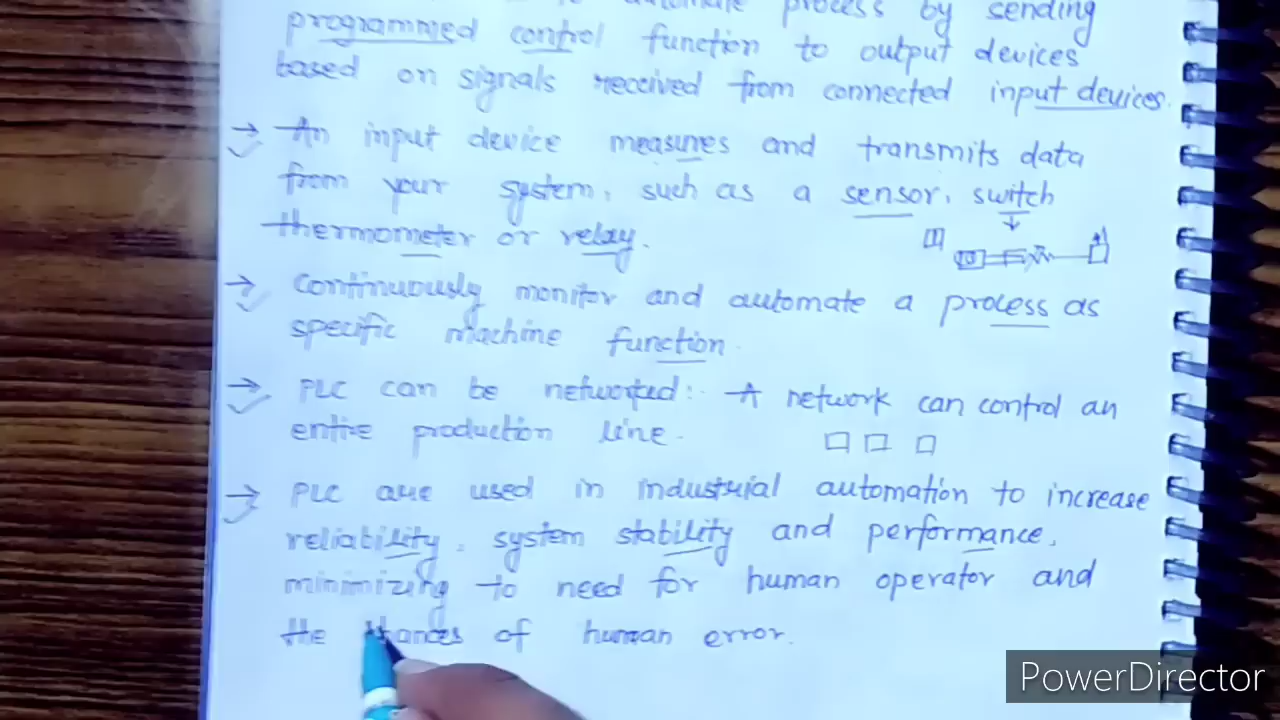 automate process by sending
programmed control function to output devices
based on signals received from connected input devices.
→ An input device measures and transmits data
from your system, such as a sensor, switch
thermometer or relay.
→ Continuously monitor and automate a process as
specific machine function.
→ PLC can be networked:- A network can control an
entire production line.
→ PLC are used in industrial automation to increase
reliability, system stability and performance,
minimizing to need for human operator and
the chances of human error.
PowerDirector